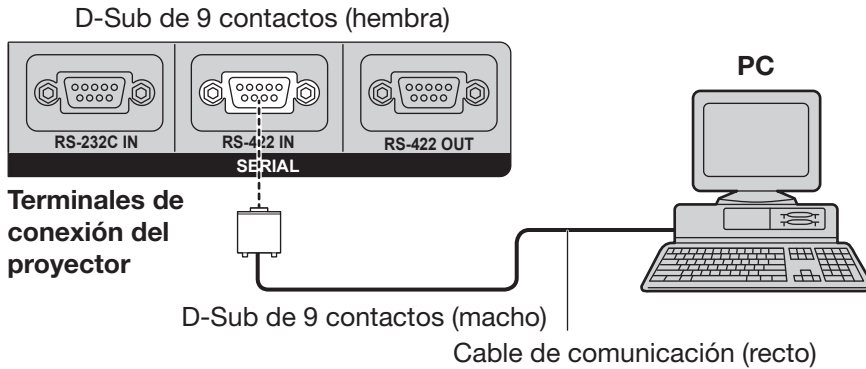 D-Sub de 9 contactos (hembra)
PC
RS-232C IN
RS-422 IN
RS-422 OUT
SERIAL
Terminales de
conexión del
proyector
D-Sub de 9 contactos (macho)
Cable de comunicación (recto)